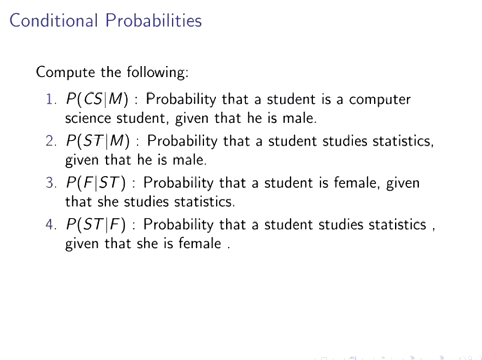 Conditional Probabilities
Compute the following:
1. P(CS|M) : Probability that a student is a computer
science student, given that he is male.
2. P(ST|M) : Probability that a student studies statistics,
given that he is male.
3. P(F|ST) : Probability that a student is female, given
that she studies statistics.
4. P(ST|F) : Probability that a student studies statistics ,
given that she is female .